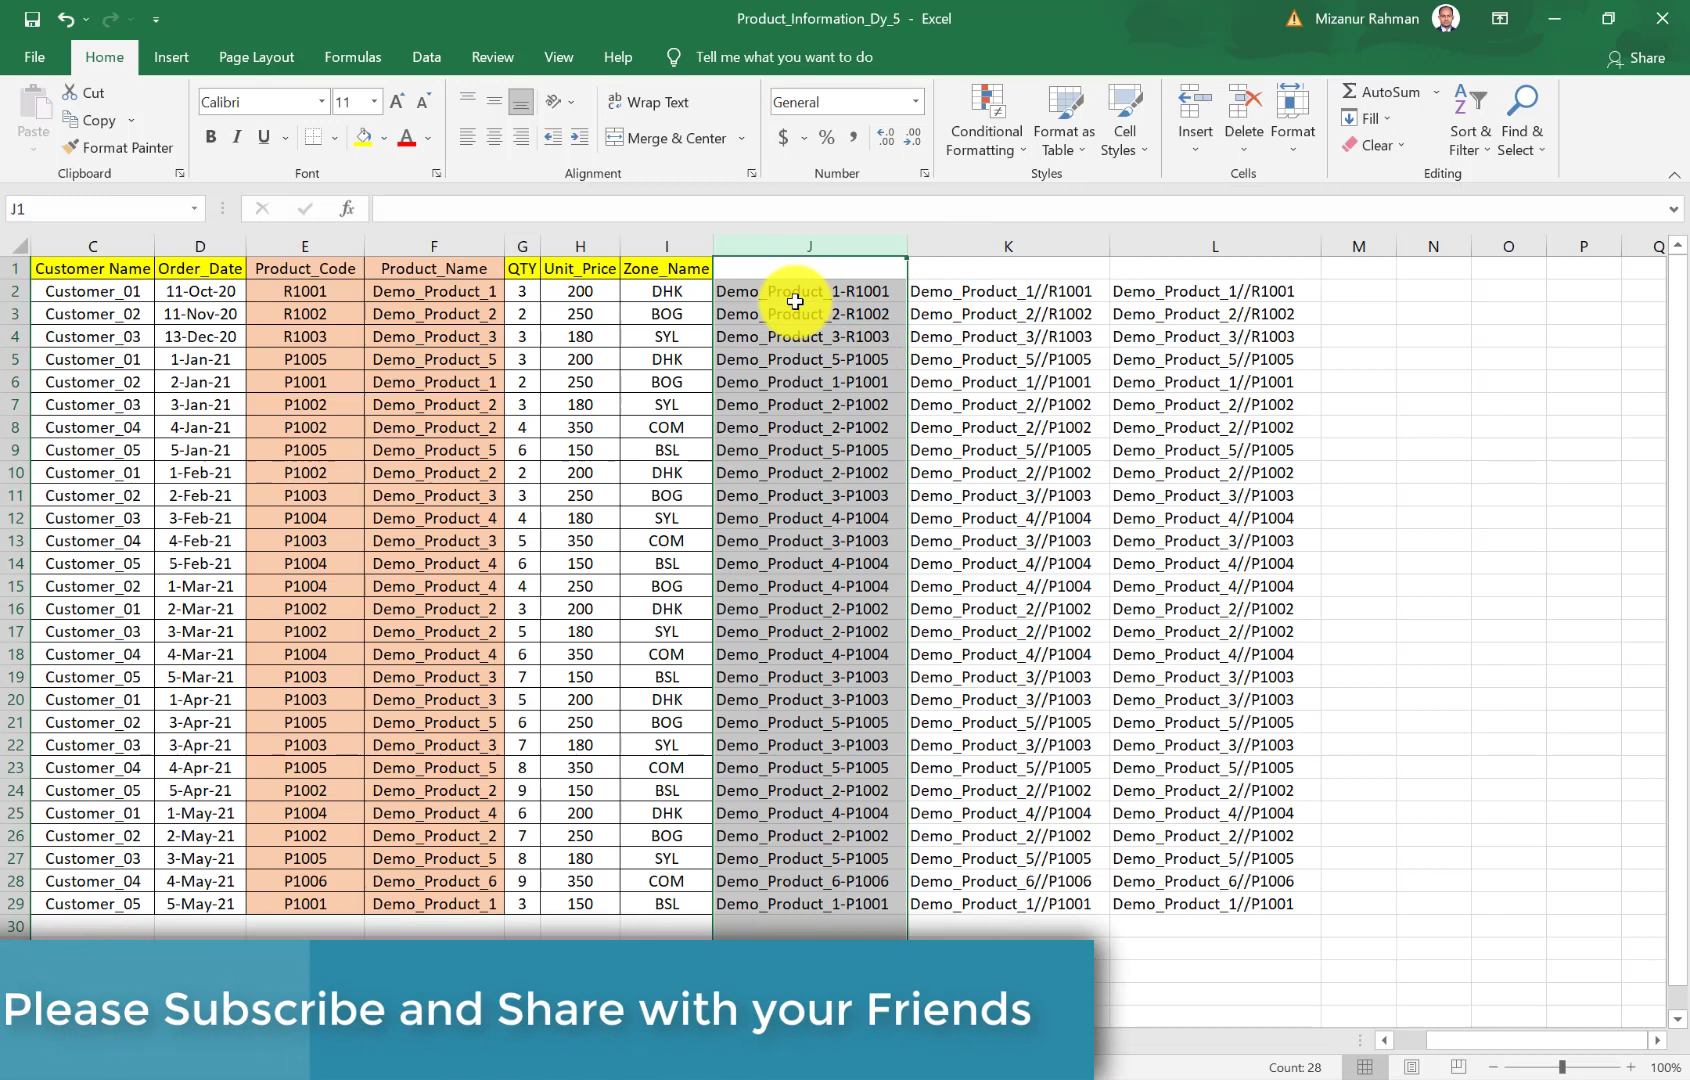 Product_Information_Dy_5 - Excel
Mizanur Rahman
File Home Insert Page Layout Formulas Data Review View Help Tell me what you want to do Share
Paste Cut Copy Format Painter Clipboard
Calibri 11 B I U A Font
Wrap Text Merge & Center Alignment
General $ % Number
Conditional Formatting Format as Table Cell Styles Styles
Insert Delete Format Cells
AutoSum Fill Clear Sort & Filter Find & Select Editing
J1 fx
C D E F G H I J K L M N O P Q
1 Customer Name Order_Date Product_Code Product_Name QTY Unit_Price Zone_Name
2 Customer_01 11-Oct-20 R1001 Demo_Product_1 3 200 DHK Demo_Product_1-R1001 Demo_Product_1//R1001 Demo_Product_1//R1001
3 Customer_02 11-Nov-20 R1002 Demo_Product_2 2 250 BOG Demo_Product_2-R1002 Demo_Product_2//R1002 Demo_Product_2//R1002
4 Customer_03 13-Dec-20 R1003 Demo_Product_3 3 180 SYL Demo_Product_3-R1003 Demo_Product_3//R1003 Demo_Product_3//R1003
5 Customer_01 1-Jan-21 P1005 Demo_Product_5 3 200 DHK Demo_Product_5-P1005 Demo_Product_5//P1005 Demo_Product_5//P1005
6 Customer_02 2-Jan-21 P1001 Demo_Product_1 2 250 BOG Demo_Product_1-P1001 Demo_Product_1//P1001 Demo_Product_1//P1001
7 Customer_03 3-Jan-21 P1002 Demo_Product_2 3 180 SYL Demo_Product_2-P1002 Demo_Product_2//P1002 Demo_Product_2//P1002
8 Customer_04 4-Jan-21 P1002 Demo_Product_2 4 350 COM Demo_Product_2-P1002 Demo_Product_2//P1002 Demo_Product_2//P1002
9 Customer_05 5-Jan-21 P1005 Demo_Product_5 6 150 BSL Demo_Product_5-P1005 Demo_Product_5//P1005 Demo_Product_5//P1005
10 Customer_01 1-Feb-21 P1002 Demo_Product_2 2 200 DHK Demo_Product_2-P1002 Demo_Product_2//P1002 Demo_Product_2//P1002
11 Customer_02 2-Feb-21 P1003 Demo_Product_3 3 250 BOG Demo_Product_3-P1003 Demo_Product_3//P1003 Demo_Product_3//P1003
12 Customer_03 3-Feb-21 P1004 Demo_Product_4 4 180 SYL Demo_Product_4-P1004 Demo_Product_4//P1004 Demo_Product_4//P1004
13 Customer_04 4-Feb-21 P1003 Demo_Product_3 5 350 COM Demo_Product_3-P1003 Demo_Product_3//P1003 Demo_Product_3//P1003
14 Customer_05 5-Feb-21 P1004 Demo_Product_4 6 150 BSL Demo_Product_4-P1004 Demo_Product_4//P1004 Demo_Product_4//P1004
15 Customer_02 1-Mar-21 P1004 Demo_Product_4 4 250 BOG Demo_Product_4-P1004 Demo_Product_4//P1004 Demo_Product_4//P1004
16 Customer_01 2-Mar-21 P1002 Demo_Product_2 3 200 DHK Demo_Product_2-P1002 Demo_Product_2//P1002 Demo_Product_2//P1002
17 Customer_03 3-Mar-21 P1002 Demo_Product_2 5 180 SYL Demo_Product_2-P1002 Demo_Product_2//P1002 Demo_Product_2//P1002
18 Customer_04 4-Mar-21 P1004 Demo_Product_4 6 350 COM Demo_Product_4-P1004 Demo_Product_4//P1004 Demo_Product_4//P1004
19 Customer_05 5-Mar-21 P1003 Demo_Product_3 7 150 BSL Demo_Product_3-P1003 Demo_Product_3//P1003 Demo_Product_3//P1003
20 Customer_01 1-Apr-21 P1003 Demo_Product_3 5 200 DHK Demo_Product_3-P1003 Demo_Product_3//P1003 Demo_Product_3//P1003
21 Customer_02 3-Apr-21 P1005 Demo_Product_5 6 250 BOG Demo_Product_5-P1005 Demo_Product_5//P1005 Demo_Product_5//P1005
22 Customer_03 3-Apr-21 P1003 Demo_Product_3 7 180 SYL Demo_Product_3-P1003 Demo_Product_3//P1003 Demo_Product_3//P1003
23 Customer_04 4-Apr-21 P1005 Demo_Product_5 8 350 COM Demo_Product_5-P1005 Demo_Product_5//P1005 Demo_Product_5//P1005
24 Customer_05 5-Apr-21 P1002 Demo_Product_2 9 150 BSL Demo_Product_2-P1002 Demo_Product_2//P1002 Demo_Product_2//P1002
25 Customer_01 1-May-21 P1004 Demo_Product_4 6 200 DHK Demo_Product_4-P1004 Demo_Product_4//P1004 Demo_Product_4//P1004
26 Customer_02 2-May-21 P1002 Demo_Product_2 7 250 BOG Demo_Product_2-P1002 Demo_Product_2//P1002 Demo_Product_2//P1002
27 Customer_03 3-May-21 P1005 Demo_Product_5 8 180 SYL Demo_Product_5-P1005 Demo_Product_5//P1005 Demo_Product_5//P1005
28 Customer_04 4-May-21 P1006 Demo_Product_6 9 350 COM Demo_Product_6-P1006 Demo_Product_6//P1006 Demo_Product_6//P1006
29 Customer_05 5-May-21 P1001 Demo_Product_1 3 150 BSL Demo_Product_1-P1001 Demo_Product_1//P1001 Demo_Product_1//P1001
30
Please Subscribe and Share with your Friends
Count: 28 100%